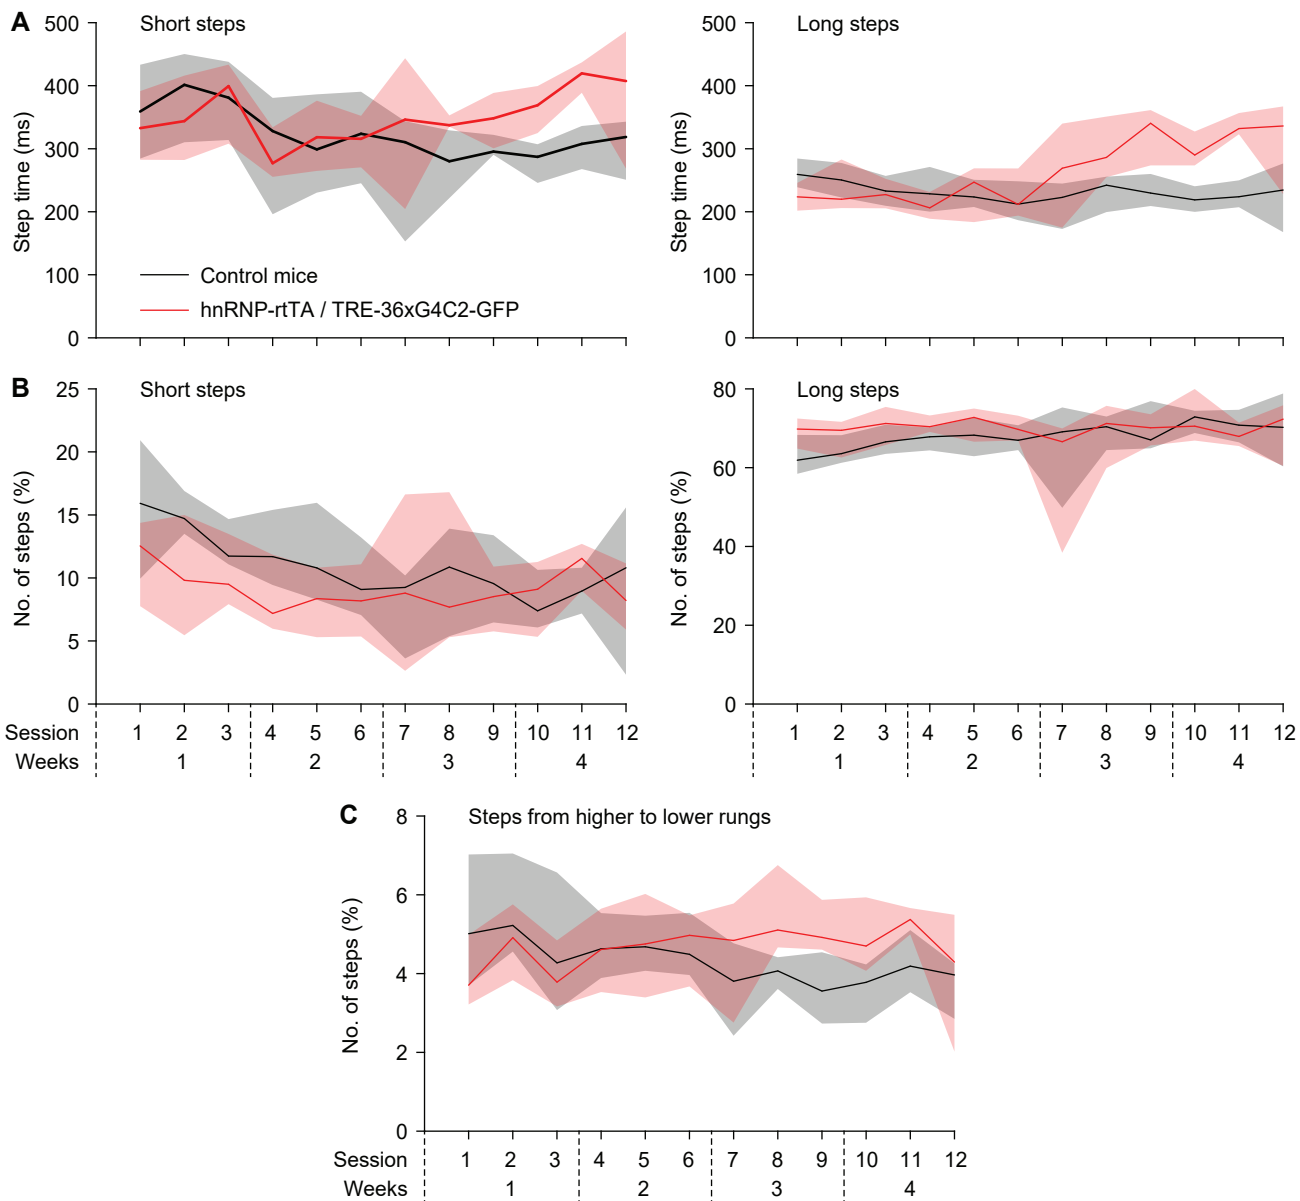 A
Short steps
500
400
300
200
100
0
Step time (ms)
Control mice
hnRNP-rtTA / TRE-36xG4C2-GFP
Long steps
500
400
300
200
100
0
Step time (ms)
B
Short steps
25
20
15
10
5
0
No. of steps (%)
Session 1 2 3 4 5 6 7 8 9 10 11 12
Weeks 1 2 3 4
Long steps
80
60
40
20
0
No. of steps (%)
1 2 3 4 5 6 7 8 9 10 11 12
1 2 3 4
C
Steps from higher to lower rungs
8
6
4
2
0
No. of steps (%)
Session 1 2 3 4 5 6 7 8 9 10 11 12
Weeks 1 2 3 4